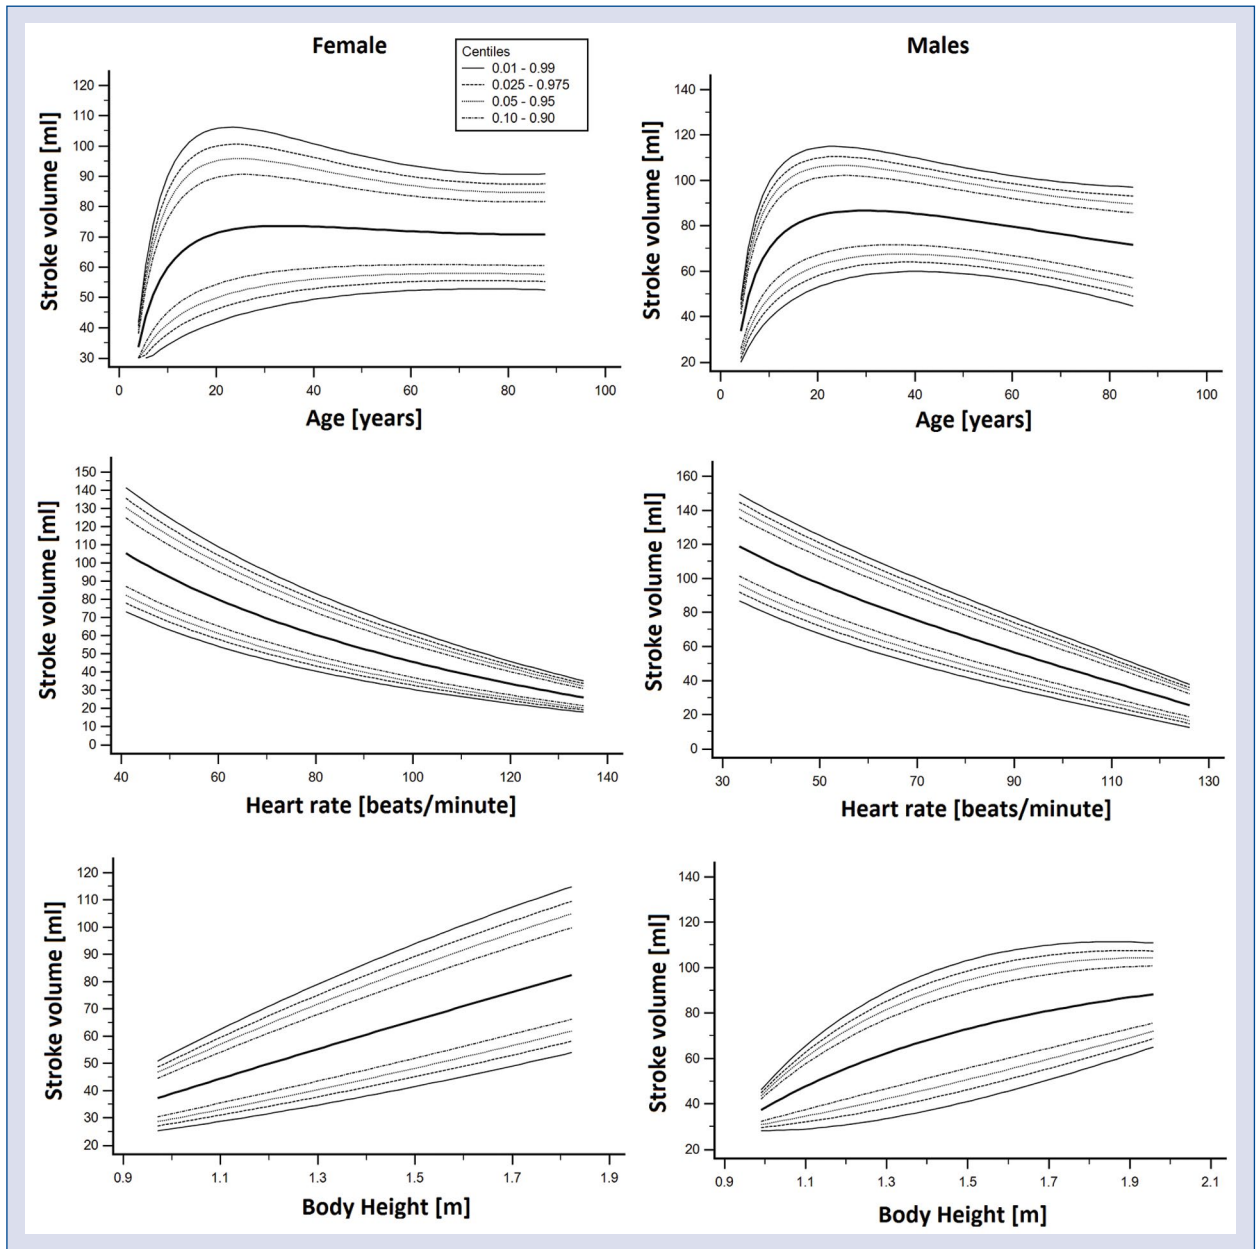 Female
Males
Centiles
0.01 - 0.99
0.025 - 0.975
0.05 - 0.95
0.10 - 0.90
Stroke volume [ml]
120
110
100
90
80
70
60
50
40
30
0 20 40 60 80 100
Age [years]
Stroke volume [ml]
140
120
100
80
60
40
20
0 20 40 60 80 100
Age [years]
Stroke volume [ml]
150
140
130
120
110
100
90
80
70
60
50
40
30
20
10
0
40 60 80 100 120 140
Heart rate [beats/minute]
Stroke volume [ml]
160
140
120
100
80
60
40
20
0
30 50 70 90 110 130
Heart rate [beats/minute]
Stroke volume [ml]
120
110
100
90
80
70
60
50
40
30
20
0.9 1.1 1.3 1.5 1.7 1.9
Body Height [m]
Stroke volume [ml]
140
120
100
80
60
40
20
0.9 1.1 1.3 1.5 1.7 1.9 2.1
Body Height [m]